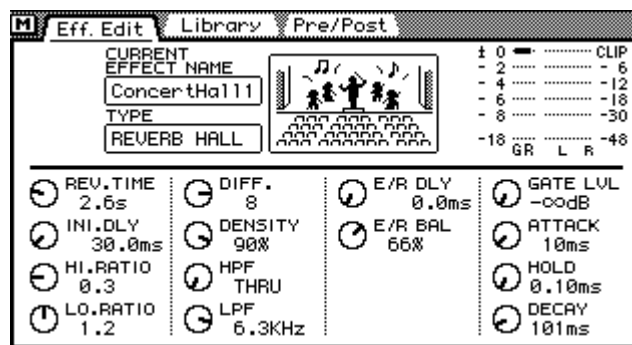 M Eff. Edit Library Pre/Post
CURRENT
EFFECT NAME
ConcertHall1
TYPE
REVERB HALL
± 0 CLIP
- 2 - 6
- 4 -12
- 6 -18
- 8 -30
-18 -48
GR L R
REV.TIME DIFF. E/R DLY GATE LVL
2.6s 8 0.0ms -∞dB
INI.DLY DENSITY E/R BAL ATTACK
30.0ms 90% 66% 10ms
HI.RATIO HPF HOLD
0.3 THRU 0.10ms
LO.RATIO LPF DECAY
1.2 6.3KHz 101ms